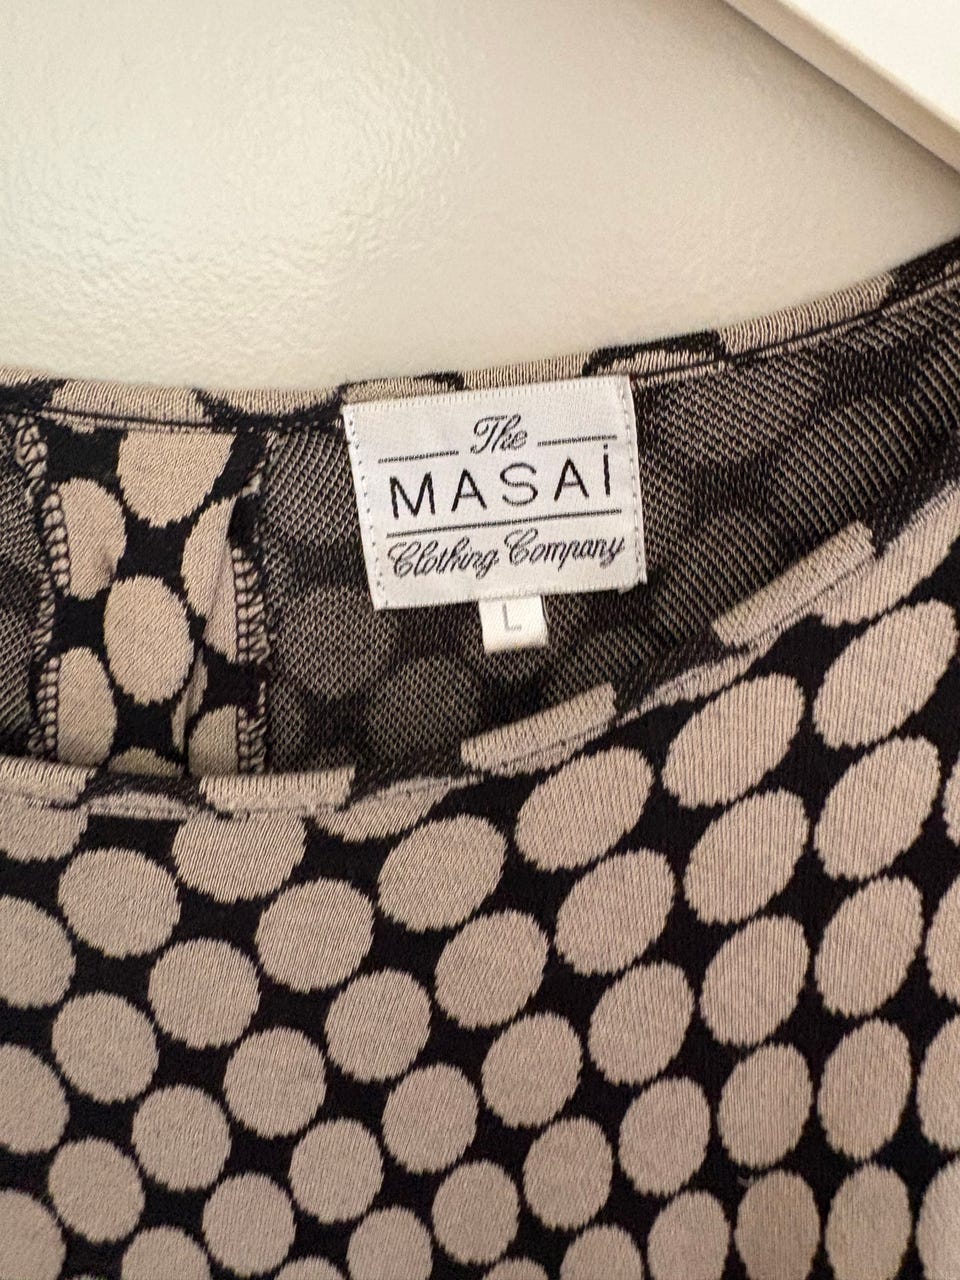 The
MASAi
Clothing Company
L